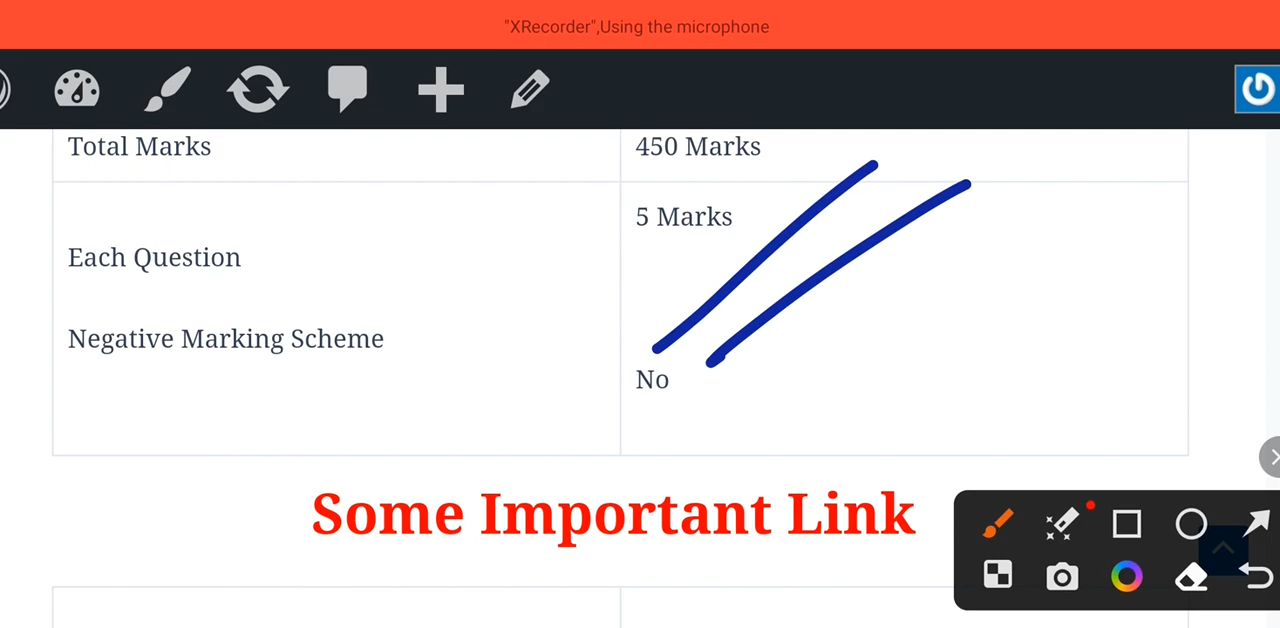 "XRecorder",Using the microphone
Total Marks
450 Marks
5 Marks
Each Question
Negative Marking Scheme
No
Some Important Link